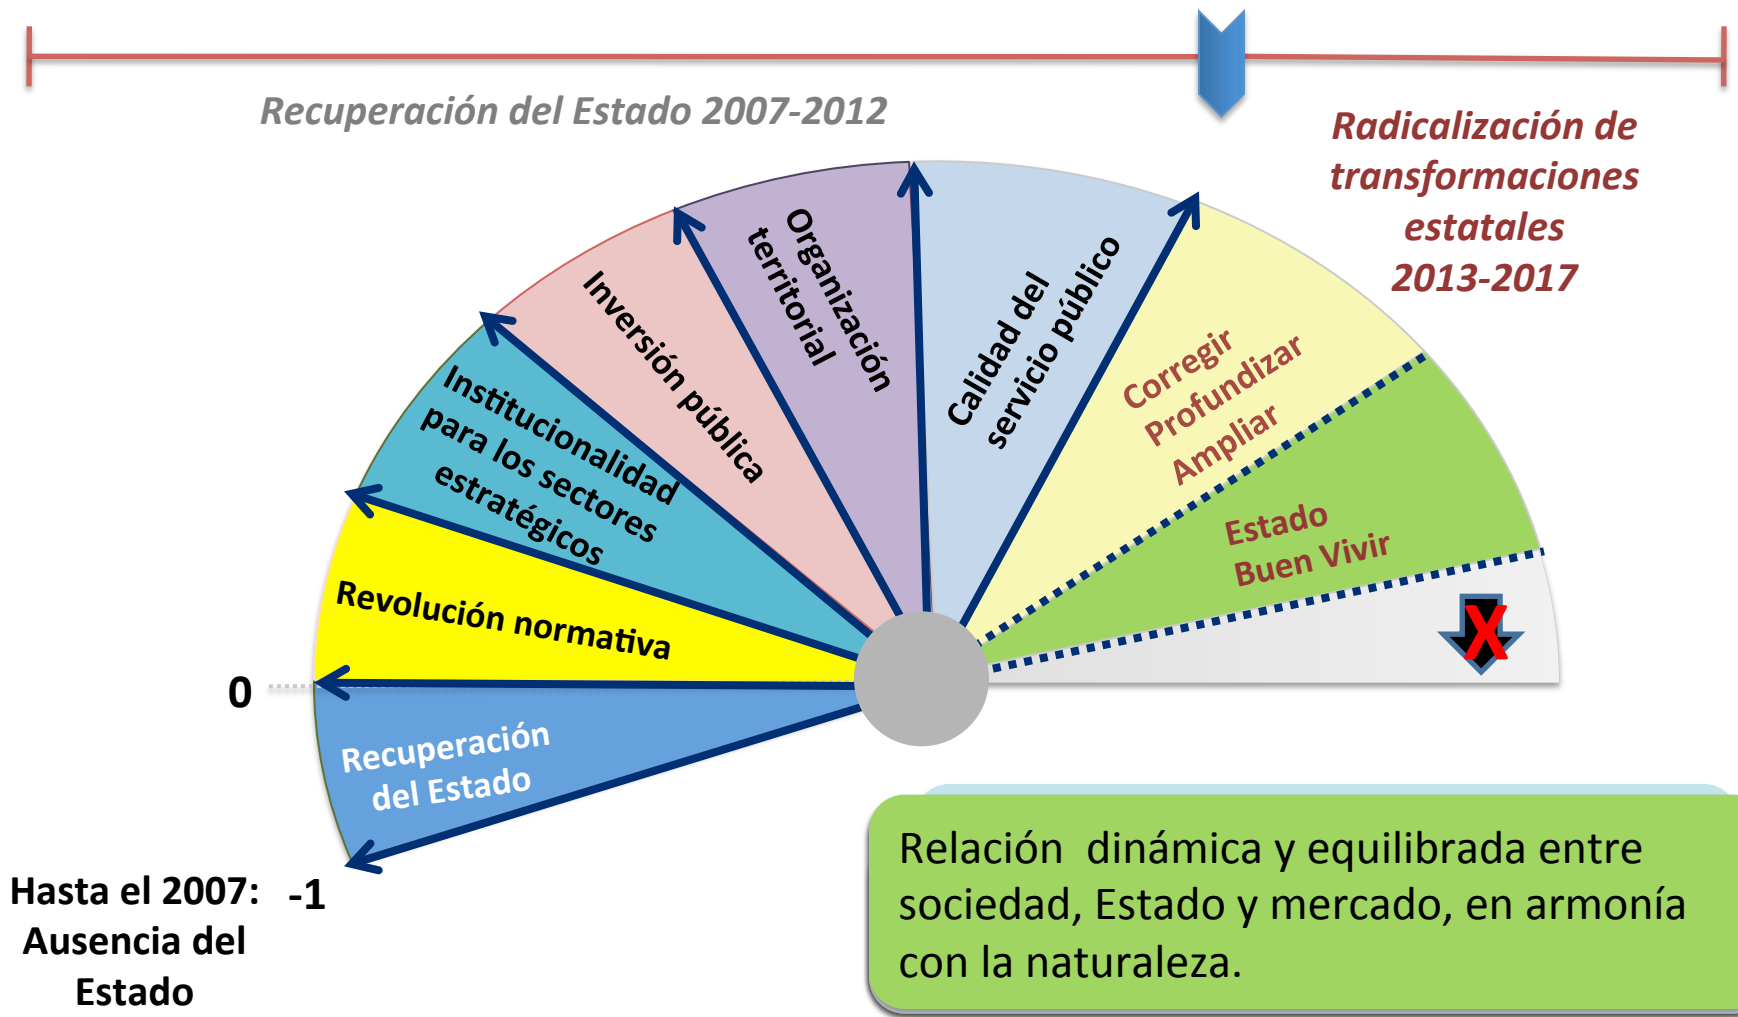 Recuperación del Estado 2007-2012
Radicalización de
transformaciones
estatales
2013-2017
Organización
territorial
Calidad del
servicio público
Inversión pública
Corregir
Profundizar
Ampliar
Institucionalidad
para los sectores
estratégicos
Estado
Buen Vivir
Revolución normativa
X
0
Recuperación
del Estado
Hasta el 2007: -1
Ausencia del
Estado
Relación dinámica y equilibrada entre
sociedad, Estado y mercado, en armonía
con la naturaleza.